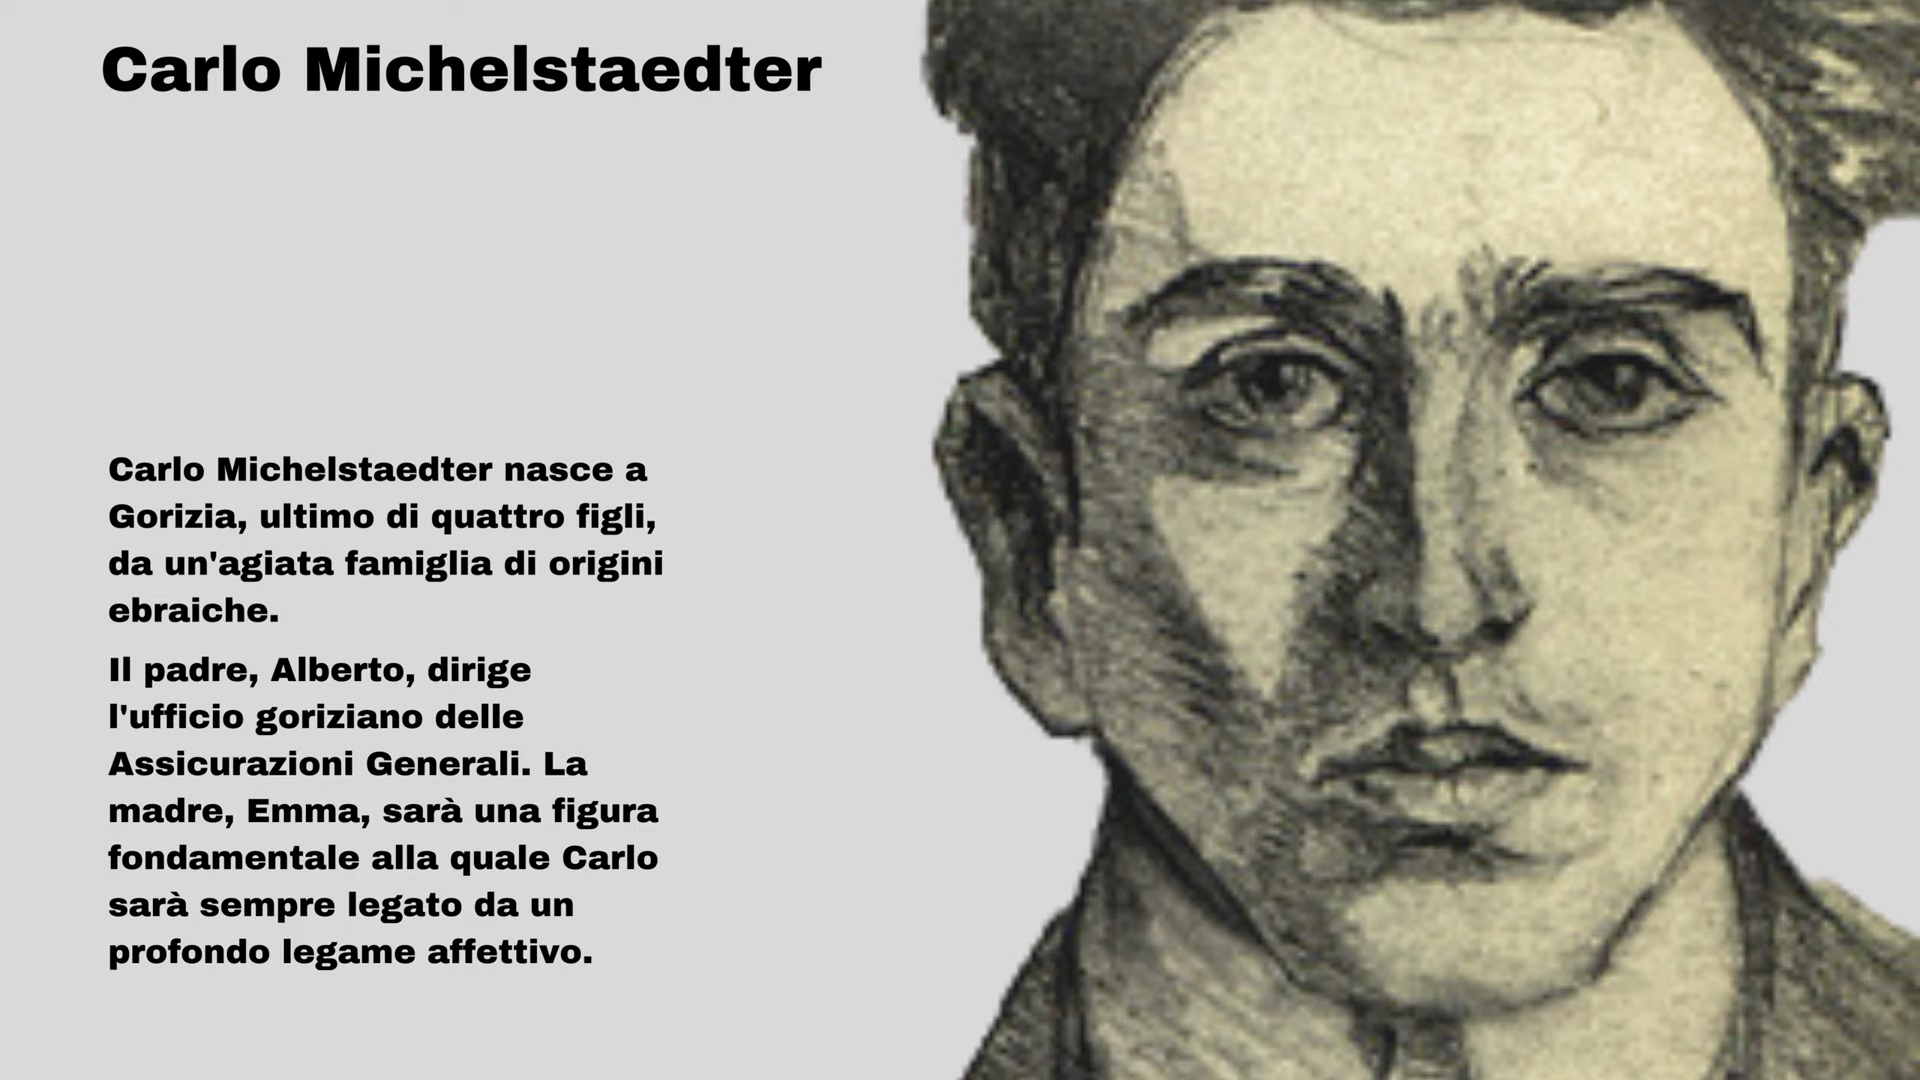 Carlo Michelstaedter
Carlo Michelstaedter nasce a
Gorizia, ultimo di quattro figli,
da un'agiata famiglia di origini
ebraiche.
Il padre, Alberto, dirige
l'ufficio goriziano delle
Assicurazioni Generali. La
madre, Emma, sarà una figura
fondamentale alla quale Carlo
sarà sempre legato da un
profondo legame affettivo.